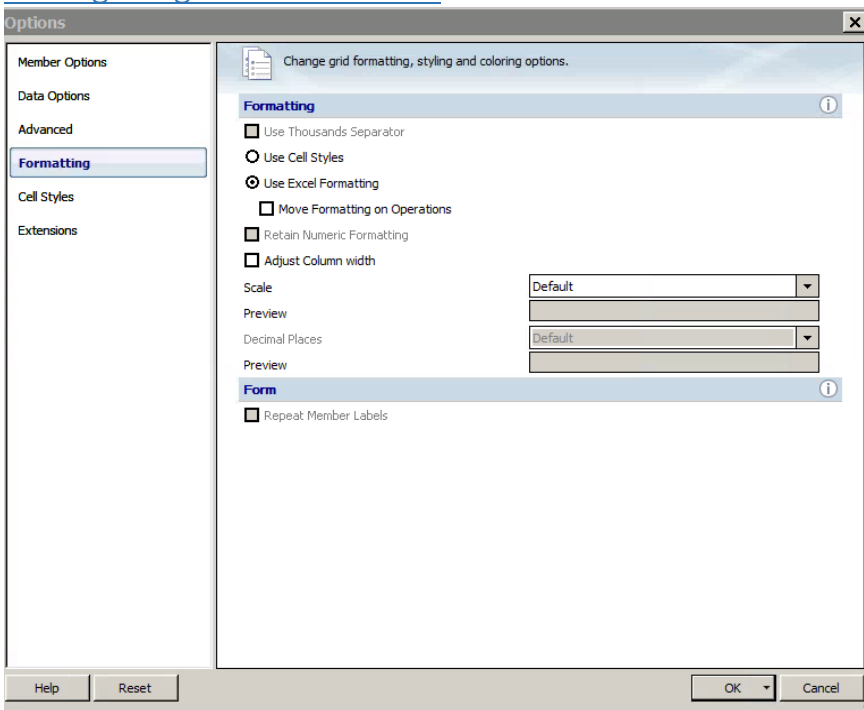 Options
Member Options
Data Options
Advanced
Formatting
Cell Styles
Extensions
Change grid formatting, styling and coloring options.
Formatting
Use Thousands Separator
Use Cell Styles
Use Excel Formatting
Move Formatting on Operations
Retain Numeric Formatting
Adjust Column width
Scale Default
Preview
Decimal Places Default
Preview
Form
Repeat Member Labels
Help Reset OK Cancel